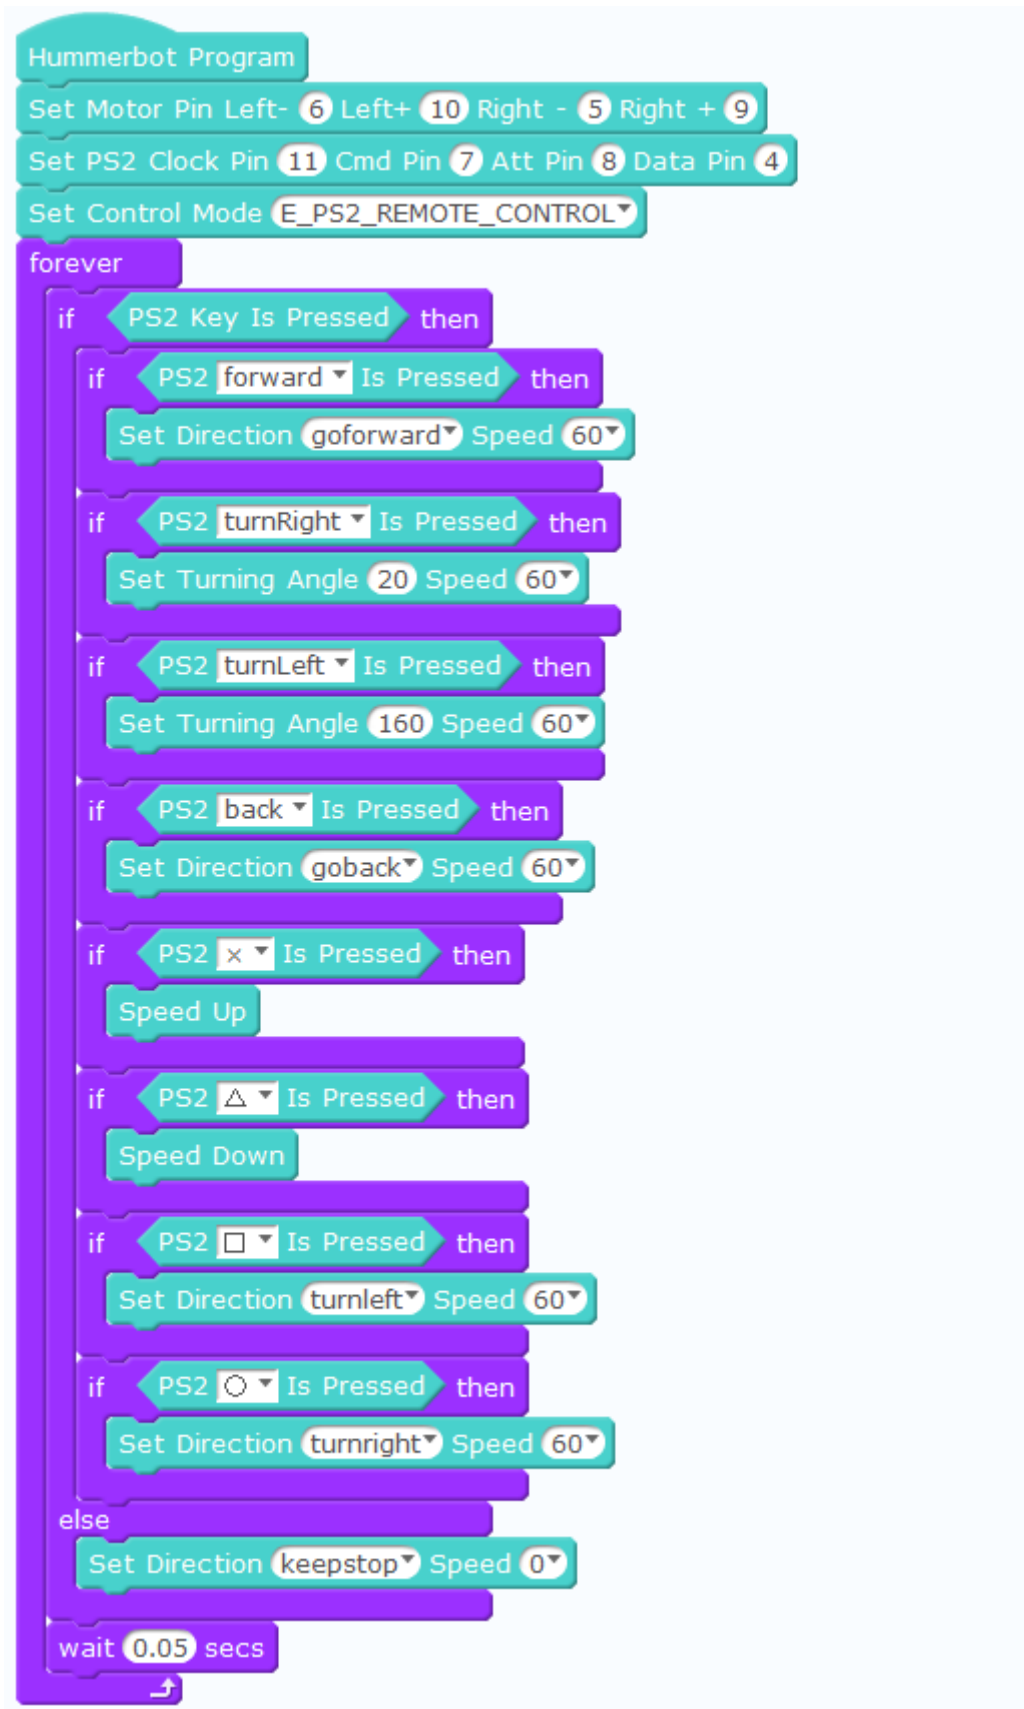 Hummerbot Program
Set Motor Pin Left- 6 Left+ 10 Right - 5 Right + 9
Set PS2 Clock Pin 11 Cmd Pin 7 Att Pin 8 Data Pin 4
Set Control Mode E_PS2_REMOTE_CONTROL
forever
if PS2 Key Is Pressed then
if PS2 forward Is Pressed then
Set Direction goforward Speed 60
if PS2 turnRight Is Pressed then
Set Turning Angle 20 Speed 60
if PS2 turnLeft Is Pressed then
Set Turning Angle 160 Speed 60
if PS2 back Is Pressed then
Set Direction goback Speed 60
if PS2 × Is Pressed then
Speed Up
if PS2 △ Is Pressed then
Speed Down
if PS2 □ Is Pressed then
Set Direction turnleft Speed 60
if PS2 ○ Is Pressed then
Set Direction turnright Speed 60
else
Set Direction keepstop Speed 0
wait 0.05 secs